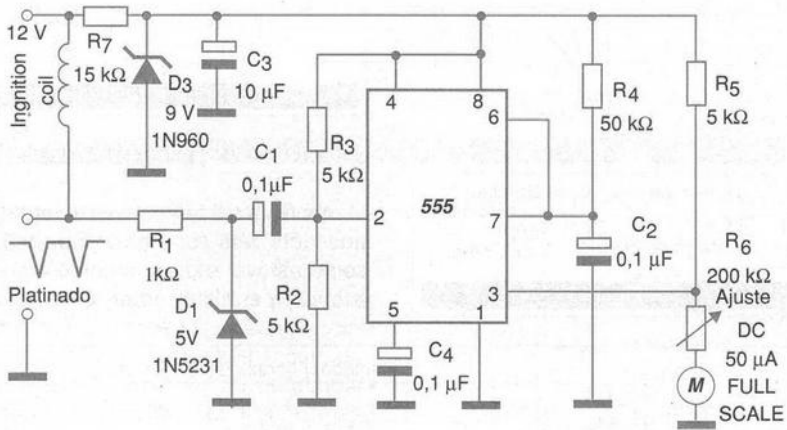 12 V
Ingnition
coil
R7
15 kΩ
D3
9 V
1N960
C3
10 µF
C1
0,1µF
R3
5 kΩ
4
8
6
R4
50 kΩ
R5
5 kΩ
R1
1kΩ
2
555
7
C2
0,1 µF
Platinado
D1
5V
1N5231
R2
5 kΩ
5
3
1
C4
0,1 µF
R6
200 kΩ
Ajuste
DC
50 µA
M
FULL
SCALE